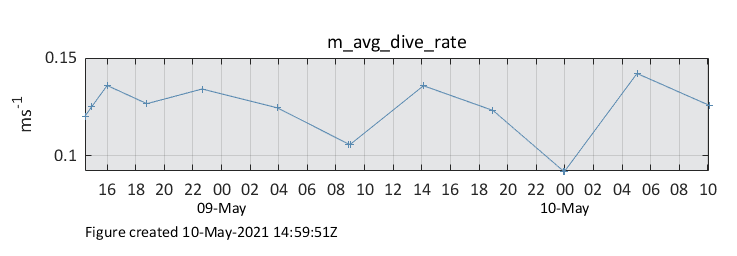 m_avg_dive_rate
0.15
ms-1
0.1
16 18 20 22 00 02 04 06 08 10 12 14 16 18 20 22 00 02 04 06 08 10
09-May 10-May
Figure created 10-May-2021 14:59:51Z